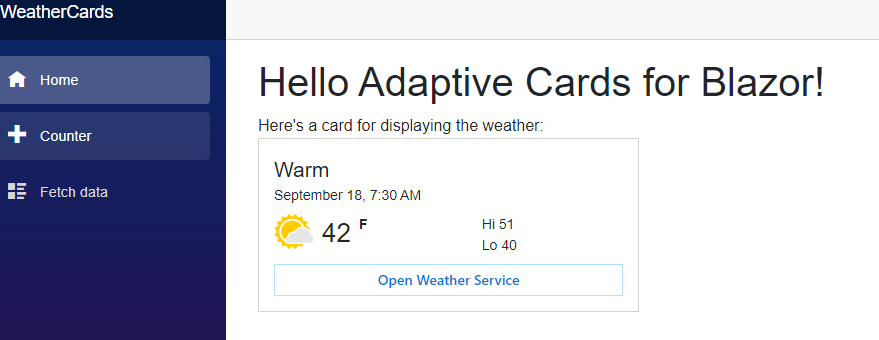 WeatherCards
Home
Counter
Fetch data
Hello Adaptive Cards for Blazor!
Here's a card for displaying the weather:
Warm
September 18, 7:30 AM
42 F
Hi 51
Lo 40
Open Weather Service